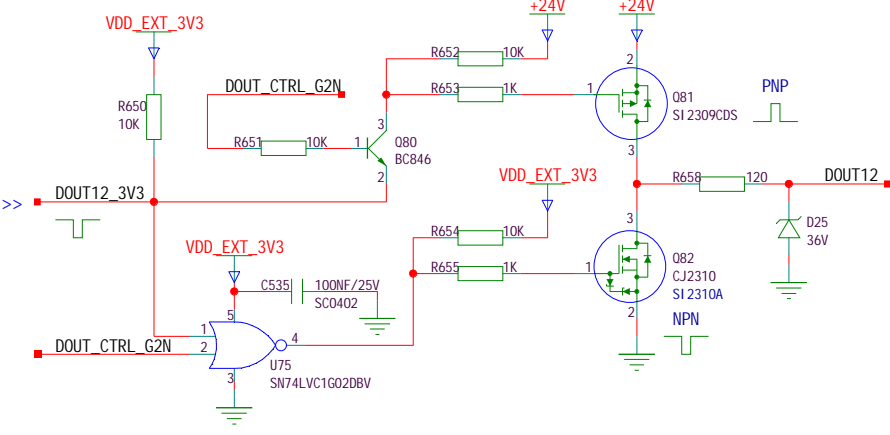 +24V
+24V
VDD_EXT_3V3
R652
10K
DOUT_CTRL_G2N
R653
1K
1
2
Q81
SI2309CDS
3
PNP
R650
10K
R651
10K
1
3
Q80
BC846
2
>>
DOUT12_3V3
VDD_EXT_3V3
R658
120
DOUT12
R654
10K
3
D25
36V
VDD_EXT_3V3
R655
1K
1
Q82
CJ2310
SI2310A
2
NPN
C535
100NF/25V
SC0402
5
1
2
4
DOUT_CTRL_G2N
3
U75
SN74LVC1G02DBV